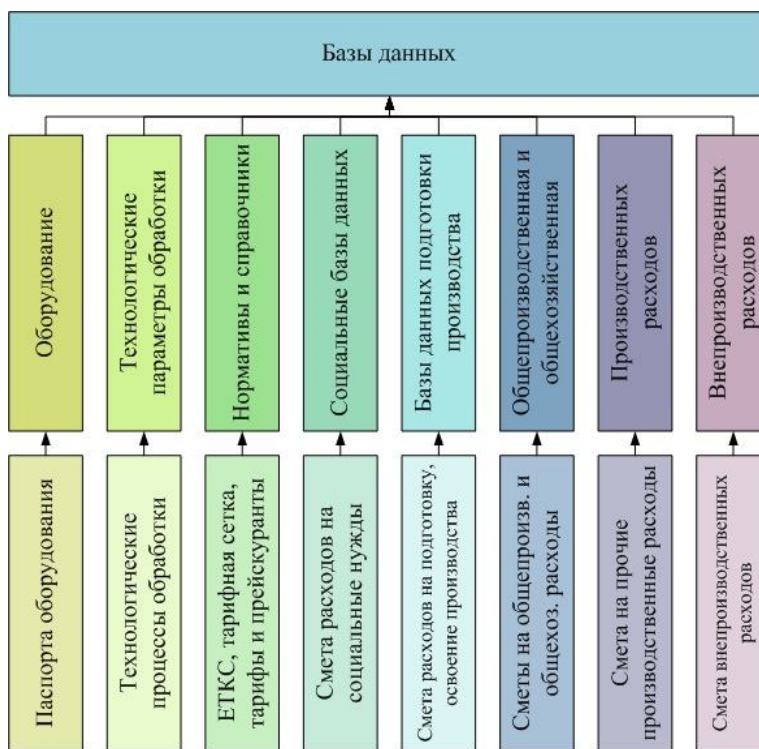 Базы данных
Оборудование
Технологические
параметры обработки
Нормативы и справочники
Социальные базы данных
Базы данных подготовки
производства
Общепроизводственная и
общехозяйственная
Производственных
расходов
Внепроизводственных
расходов
Паспорта оборудования
Технологические
процессы обработки
ЕТКС, тарифная сетка,
тарифы и прейскуранты
Смета расходов на
социальные нужды
Смета расходов на подготовку,
освоение производства
Сметы на общепроизв. и
общехоз. расходы
Смета на прочие
производственные расходы
Смета внепроизводственных
расходов